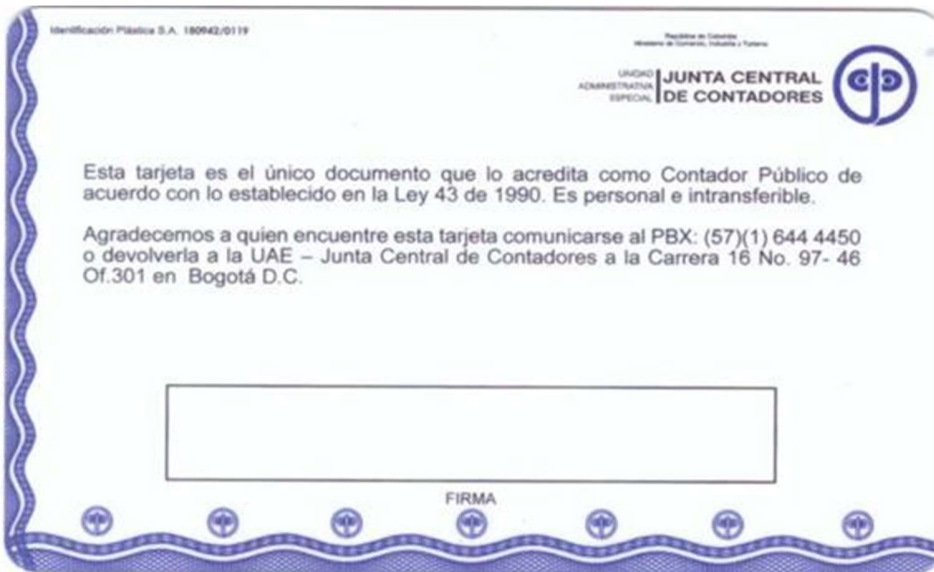 Identificación Plástica S.A. 180942/0119
República de Colombia
Ministerio de Comercio, Industria y Turismo
UNIDAD
ADMINISTRATIVA
ESPECIAL
JUNTA CENTRAL
DE CONTADORES
Esta tarjeta es el único documento que lo acredita como Contador Público de
acuerdo con lo establecido en la Ley 43 de 1990. Es personal e intransferible.
Agradecemos a quien encuentre esta tarjeta comunicarse al PBX: (57)(1) 644 4450
o devolverla a la UAE – Junta Central de Contadores a la Carrera 16 No. 97- 46
Of.301 en Bogotá D.C.
FIRMA